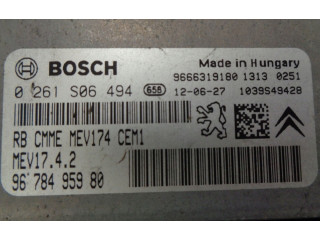 BOSCH
Made in Hungary
9666319180 1313 0251
0 261 S06 494 658 12-06-27 1039S49428
RB CMME MEV174 CEM1
MEV17.4.2
96 784 959 80